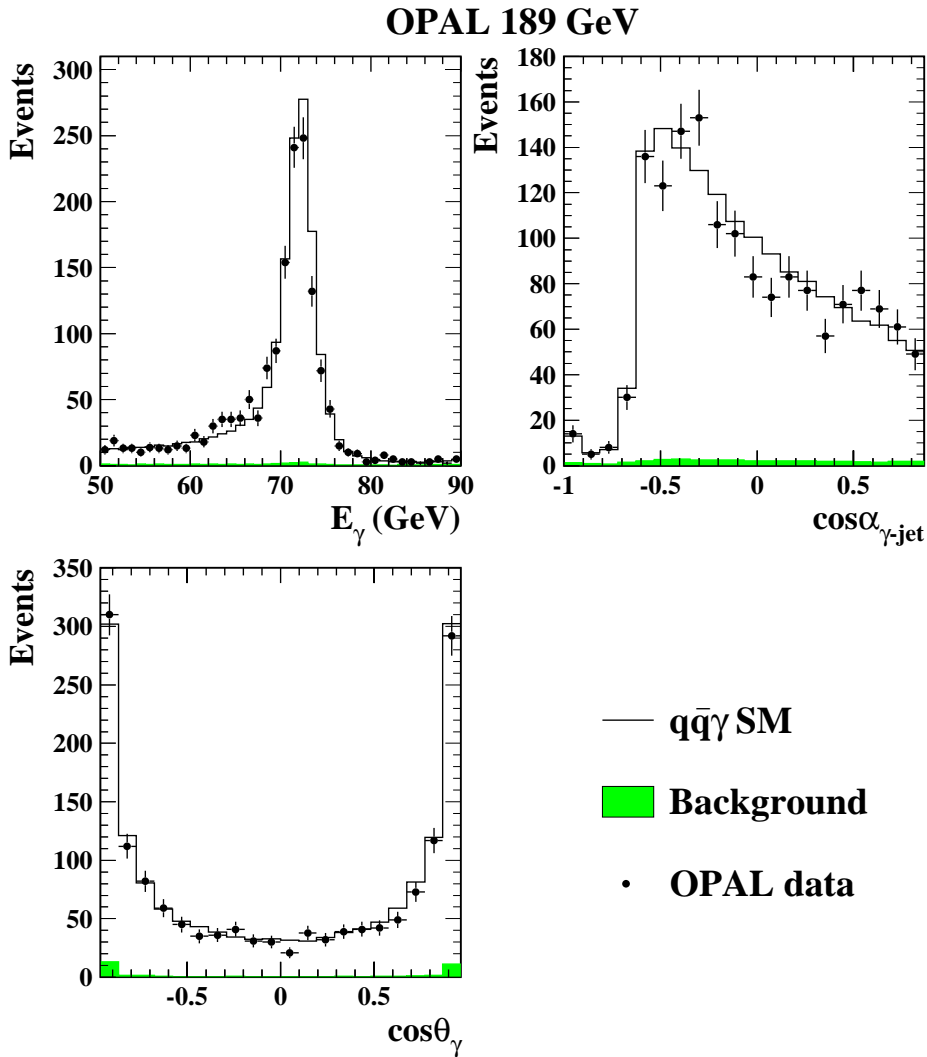 OPAL 189 GeV
Events
300
250
200
150
100
50
0
50 60 70 80 90
E_γ (GeV)
Events
180
160
140
120
100
80
60
40
20
0
-1 -0.5 0 0.5
cosα_γ-jet
Events
350
300
250
200
150
100
50
0
-0.5 0 0.5
cosθ_γ
qq̄γ SM
Background
OPAL data